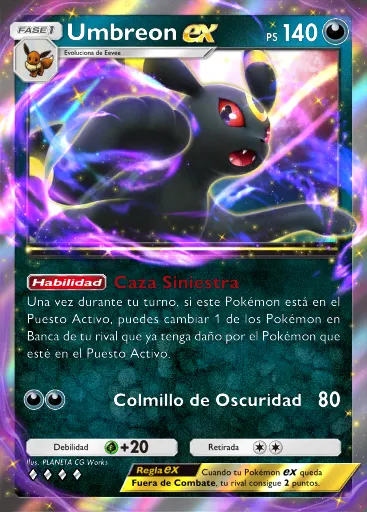 FASE 1
Umbreon ex
PS 140
Evoluciona de Eevee
Habilidad Caza Siniestra
Una vez durante tu turno, si este Pokémon está en el
Puesto Activo, puedes cambiar 1 de los Pokémon en
Banca de tu rival que ya tenga daño por el Pokémon que
esté en el Puesto Activo.
Colmillo de Oscuridad 80
Debilidad +20
Retirada
Ilus. PLANETA CG Works
Regla ex
Cuando tu Pokémon ex queda
Fuera de Combate, tu rival consigue 2 puntos.